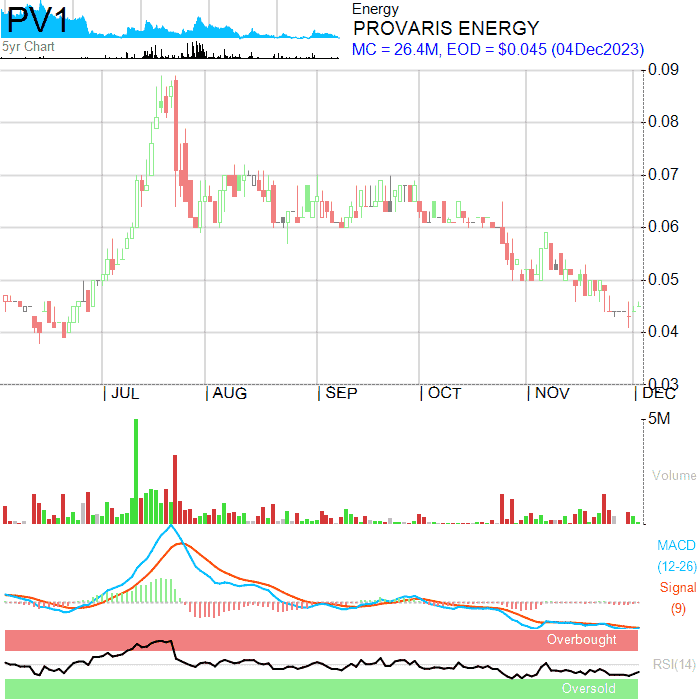 PV1
5yr Chart
Energy
PROVARIS ENERGY
MC = 26.4M, EOD = $0.045 (04Dec2023)
0.09
0.08
0.07
0.06
0.05
0.04
0.03
JUL AUG SEP OCT NOV DEC
5M
Volume
MACD
(12-26)
Signal
(9)
Overbought
RSI(14)
Oversold